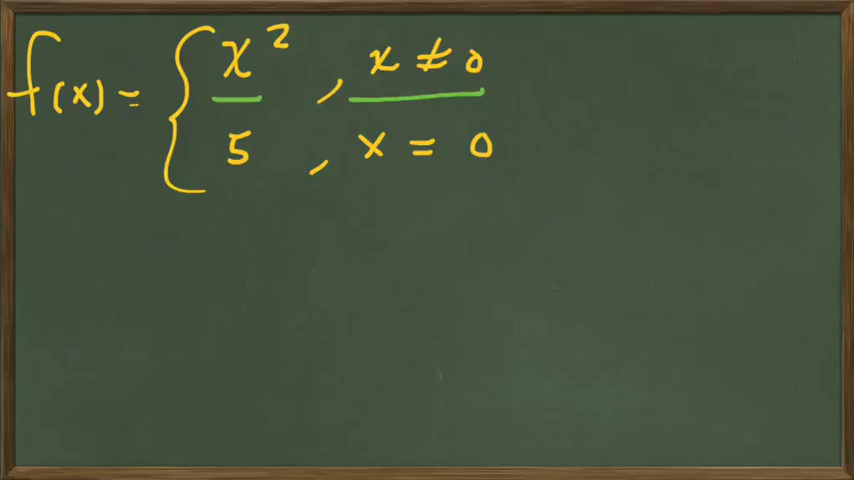 f(x) = { x² , x ≠ 0
5 , x = 0